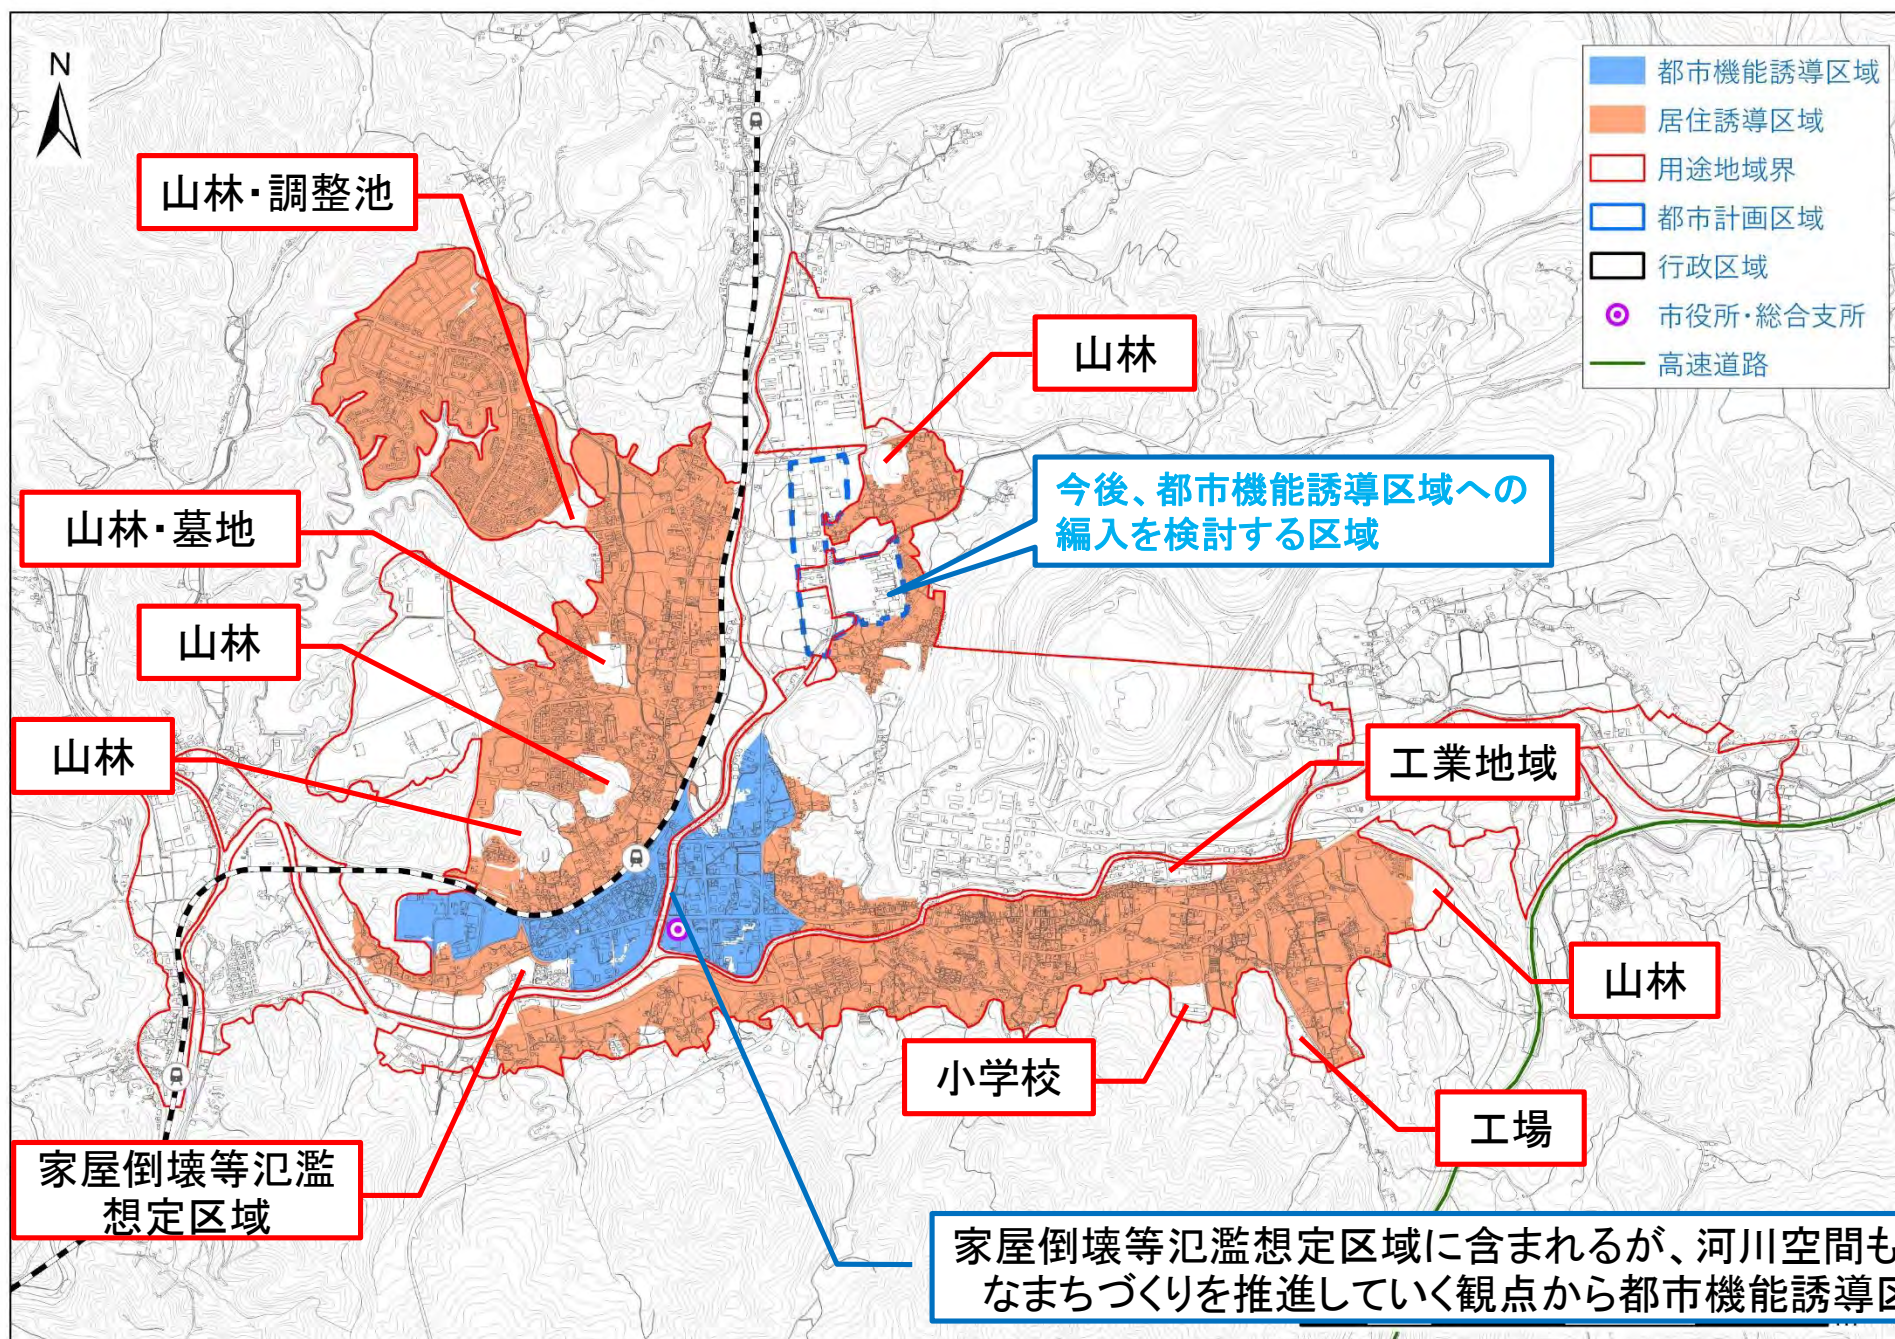 N
都市機能誘導区域
居住誘導区域
用途地域界
都市計画区域
行政区域
市役所・総合支所
高速道路
山林・調整池
山林
今後、都市機能誘導区域への
編入を検討する区域
山林・墓地
山林
山林
工業地域
山林
小学校
工場
家屋倒壊等氾濫
想定区域
家屋倒壊等氾濫想定区域に含まれるが、河川空間も
なまちづくりを推進していく観点から都市機能誘導区